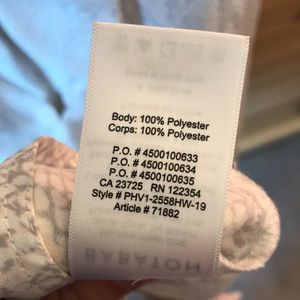 Body: 100% Polyester
Corps: 100% Polyester
P.O. # 4500100633
P.O. # 4500100634
P.O. # 4500100635
CA 23725 RN 122354
Style # PHV1-2558HW-19
Article # 71882
BABATON